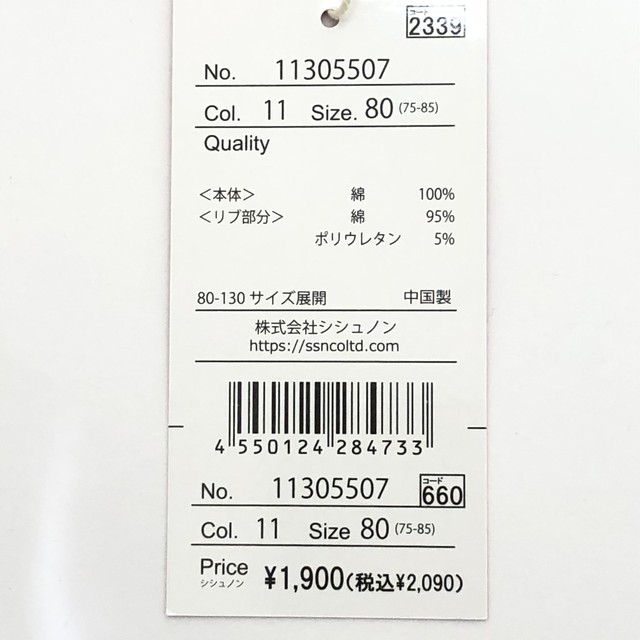 コード
2339
No. 11305507
Col. 11 Size. 80 (75-85)
Quality
＜本体＞ 綿 100%
＜リブ部分＞ 綿 95%
ポリウレタン 5%
80-130 サイズ展開 中国製
株式会社シシュノン
https://ssncoltd.com
4 550124 284733
No. 11305507 コード 660
Col. 11 Size 80 (75-85)
Price ¥1,900(税込¥2,090)
シシュノン